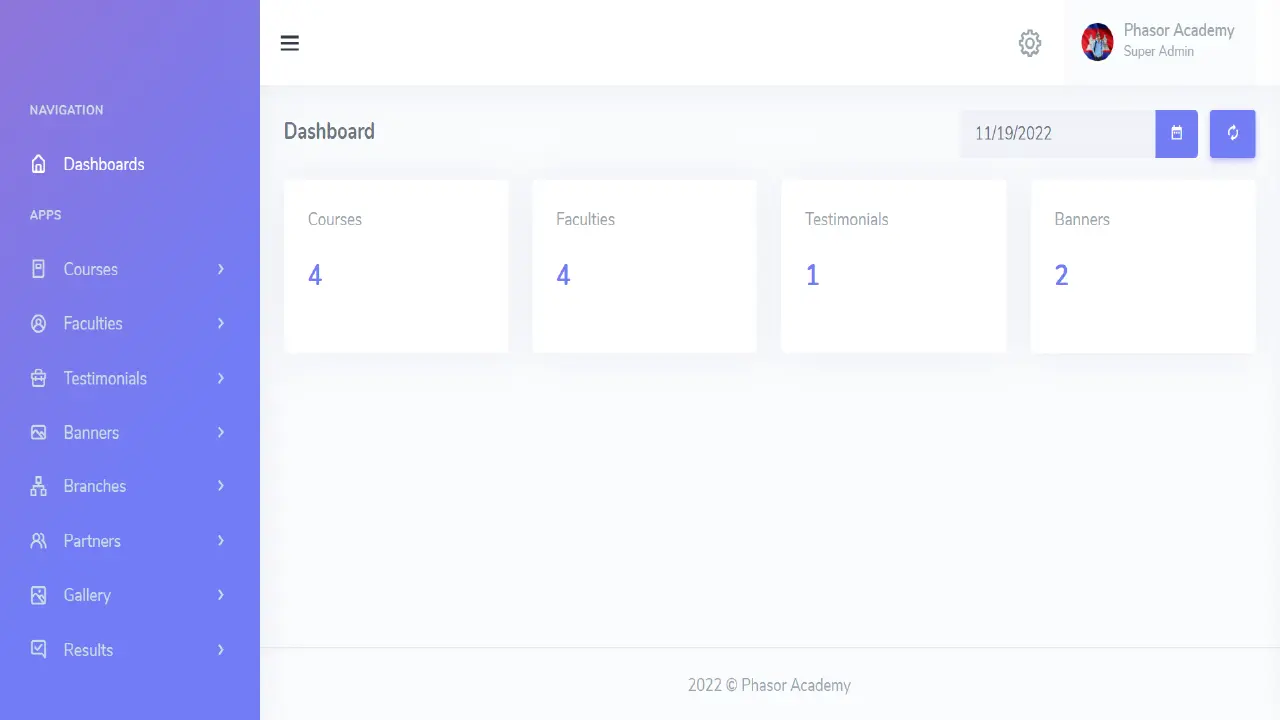 NAVIGATION
Dashboards
APPS
Courses
Faculties
Testimonials
Banners
Branches
Partners
Gallery
Results
Phasor Academy
Super Admin
Dashboard
11/19/2022
Courses
4
Faculties
4
Testimonials
1
Banners
2
2022 © Phasor Academy